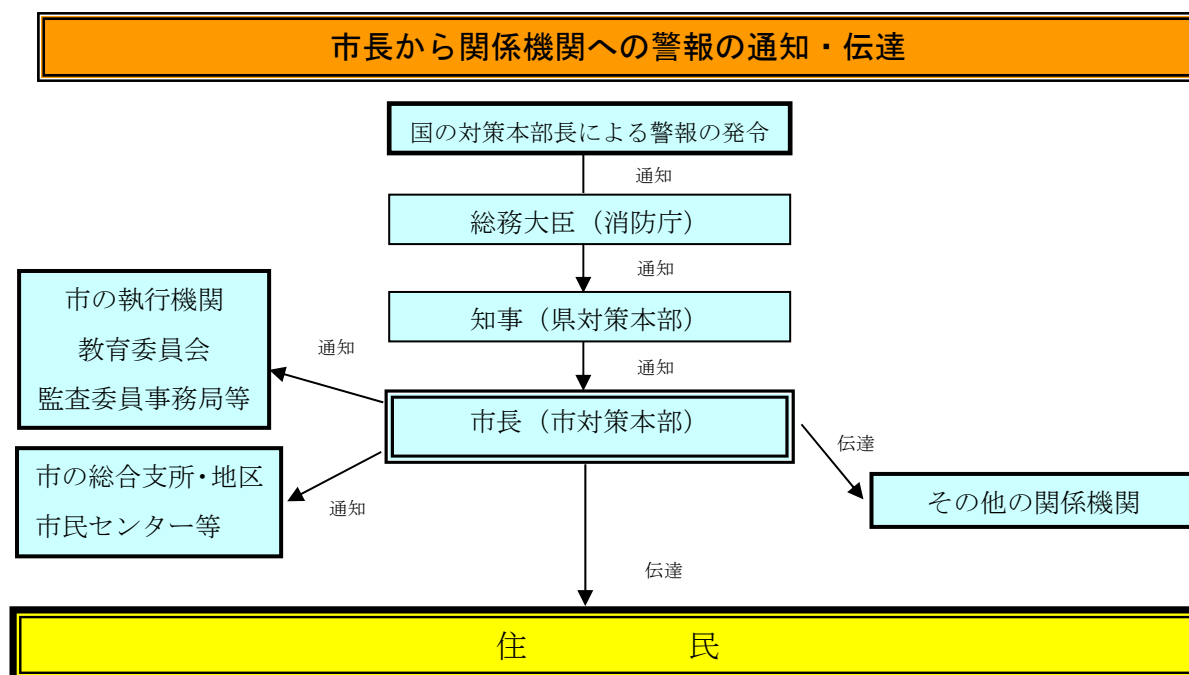 市長から関係機関への警報の通知・伝達
国の対策本部長による警報の発令
通知
総務大臣（消防庁）
通知
知事（県対策本部）
通知
市の執行機関
教育委員会
監査委員事務局等
通知
市長（市対策本部）
伝達
市の総合支所・地区
市民センター等
通知
その他の関係機関
伝達
住民